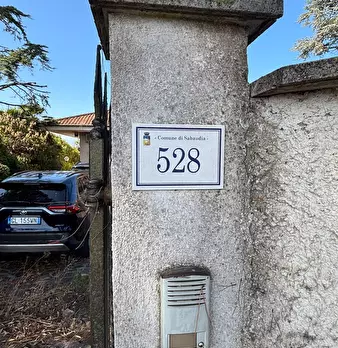 - Comune di Sabaudia -
528